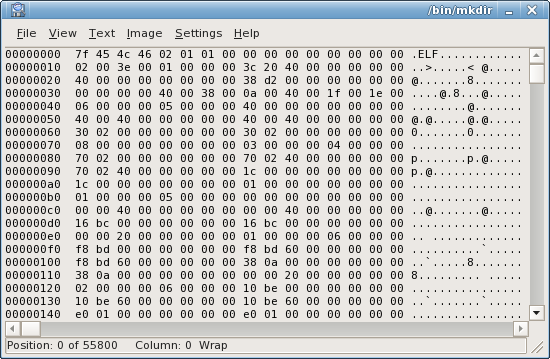 /bin/mkdir
File View Text Image Settings Help
00000000 7f 45 4c 46 02 01 01 00 00 00 00 00 00 00 00 00 .ELF............
00000010 02 00 3e 00 01 00 00 00 3c 20 40 00 00 00 00 00 ..>.....< @.....
00000020 40 00 00 00 00 00 00 00 38 d2 00 00 00 00 00 00 @.......8.......
00000030 00 00 00 00 40 00 38 00 0a 00 40 00 1f 00 1e 00 ....@.8...@.....
00000040 06 00 00 00 05 00 00 00 40 00 00 00 00 00 00 00 ........@.......
00000050 40 00 40 00 00 00 00 00 40 00 40 00 00 00 00 00 @.@.....@.@.....
00000060 30 02 00 00 00 00 00 00 30 02 00 00 00 00 00 00 0.......0.......
00000070 08 00 00 00 00 00 00 00 03 00 00 00 04 00 00 00 ................
00000080 70 02 00 00 00 00 00 00 70 02 40 00 00 00 00 00 p.......p.@.....
00000090 70 02 40 00 00 00 00 00 1c 00 00 00 00 00 00 00 p.@.............
000000a0 1c 00 00 00 00 00 00 00 01 00 00 00 00 00 00 00 ................
000000b0 01 00 00 00 05 00 00 00 00 00 00 00 00 00 00 00 ................
000000c0 00 00 40 00 00 00 00 00 00 00 40 00 00 00 00 00 ..@.......@.....
000000d0 16 bc 00 00 00 00 00 00 16 bc 00 00 00 00 00 00 ................
000000e0 00 00 20 00 00 00 00 00 01 00 00 00 06 00 00 00 .. .............
000000f0 f8 bd 00 00 00 00 00 00 f8 bd 60 00 00 00 00 00 ..........`.....
00000100 f8 bd 60 00 00 00 00 00 38 0a 00 00 00 00 00 00 ..`.....8.......
00000110 38 0a 00 00 00 00 00 00 00 00 20 00 00 00 00 00 8......... .....
00000120 02 00 00 00 06 00 00 00 10 be 00 00 00 00 00 00 ................
00000130 10 be 60 00 00 00 00 00 10 be 60 00 00 00 00 00 ..`.......`.....
00000140 e0 01 00 00 00 00 00 00 e0 01 00 00 00 00 00 00 ................
Position: 0 of 55800 Column: 0 Wrap